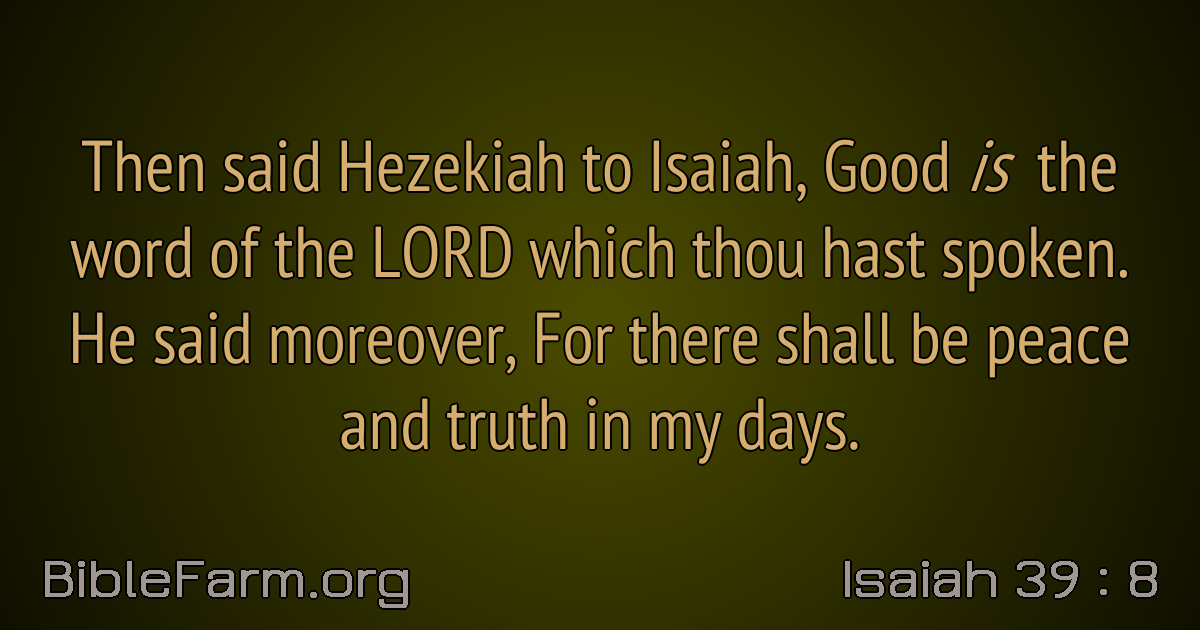 Then said Hezekiah to Isaiah, Good is the
word of the LORD which thou hast spoken.
He said moreover, For there shall be peace
and truth in my days.
BibleFarm.org
Isaiah 39 : 8